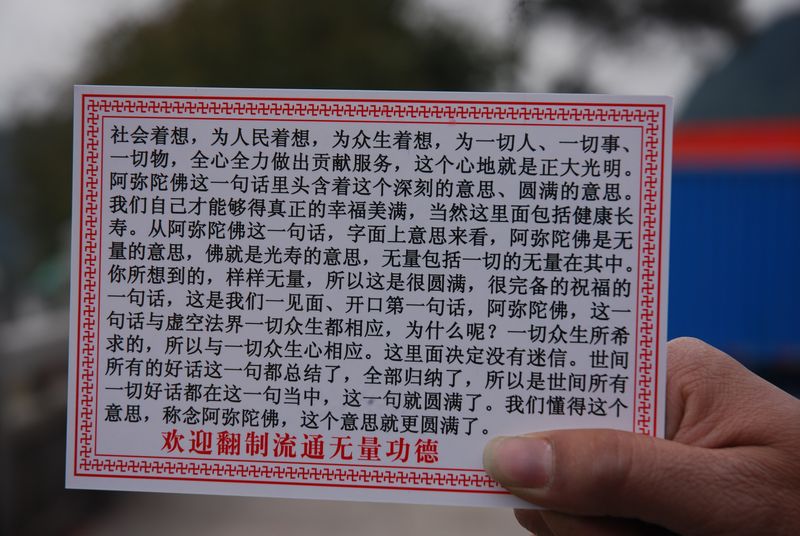 社会着想，为人民着想，为众生着想，为一切人、一切事、
一切物，全心全力做出贡献服务，这个心地就是正大光明。
阿弥陀佛这一句话里头含着这个深刻的意思、圆满的意思。
我们自己才能够得真正的幸福美满，当然这里面包括健康长
寿。从阿弥陀佛这一句话，字面上意思来看，阿弥陀佛是无
量的意思，佛就是光寿的意思，无量包括一切的无量在其中。
你所想到的，样样无量，所以这是很圆满，很完备的祝福的
一句话，这是我们一见面、开口第一句话，阿弥陀佛，这一
句话与虚空法界一切众生都相应，为什么呢？一切众生所希
求的，所以与一切众生心相应。这里面决定没有迷信。世间
所有的好话这一句都总结了，全部归纳了，所以是世间所有
一切好话都在这一句当中，这一句就圆满了。我们懂得这个
意思，称念阿弥陀佛，这个意思就更圆满了。
欢迎翻制流通无量功德